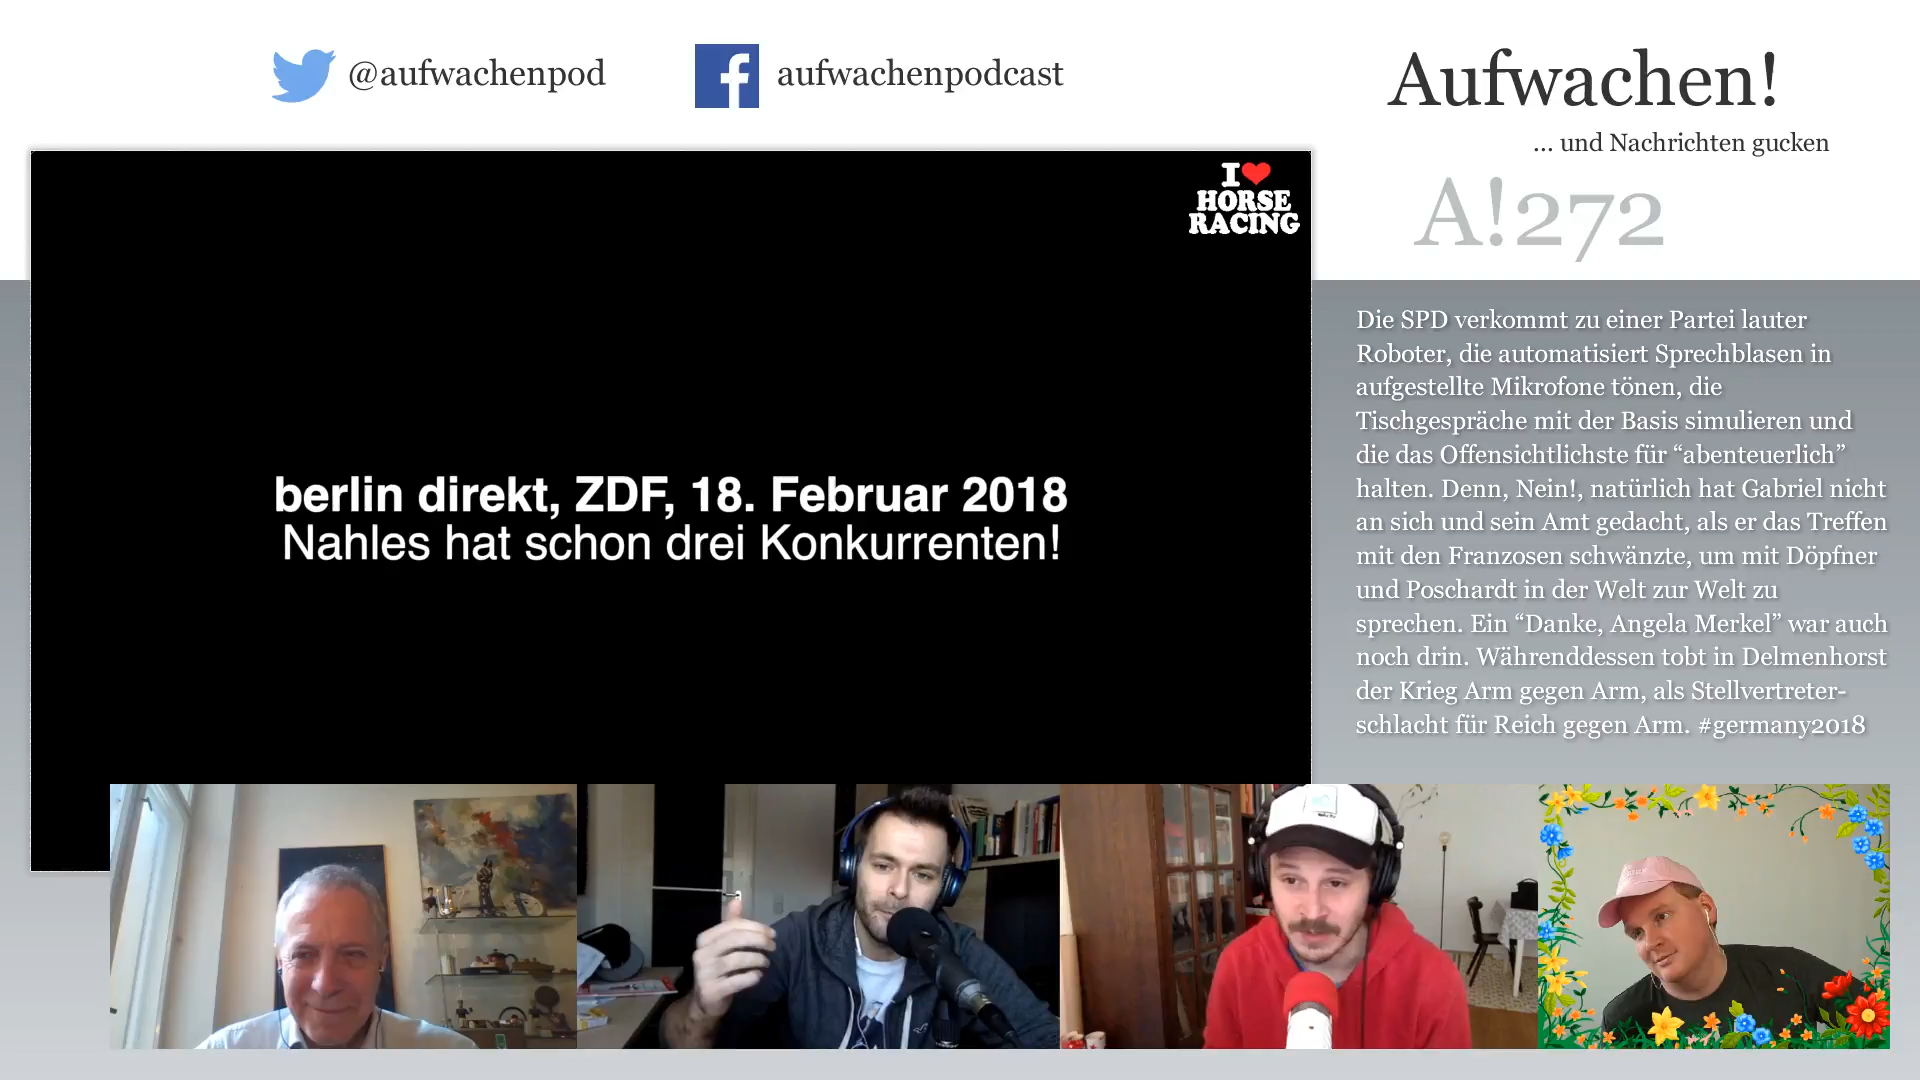 @aufwachenpod
aufwachenpodcast
Aufwachen!
... und Nachrichten gucken
A!272
I
HORSE
RACING
berlin direkt, ZDF, 18. Februar 2018
Nahles hat schon drei Konkurrenten!
Die SPD verkommt zu einer Partei lauter
Roboter, die automatisiert Sprechblasen in
aufgestellte Mikrofone tönen, die
Tischgespräche mit der Basis simulieren und
die das Offensichtlichste für “abenteuerlich”
halten. Denn, Nein!, natürlich hat Gabriel nicht
an sich und sein Amt gedacht, als er das Treffen
mit den Franzosen schwänzte, um mit Döpfner
und Poschardt in der Welt zur Welt zu
sprechen. Ein “Danke, Angela Merkel” war auch
noch drin. Währenddessen tobt in Delmenhorst
der Krieg Arm gegen Arm, als Stellvertreter-
schlacht für Reich gegen Arm. #germany2018